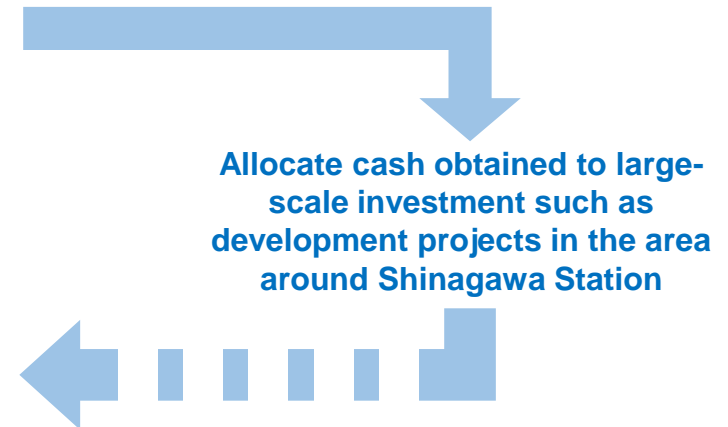 Allocate cash obtained to large-
scale investment such as
development projects in the area
around Shinagawa Station